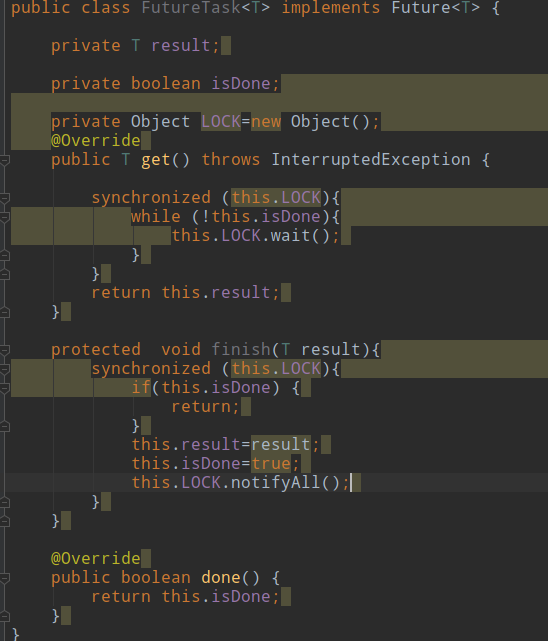 public class FutureTask<T> implements Future<T> {
private T result;
private boolean isDone;
private Object LOCK=new Object();
@Override
public T get() throws InterruptedException {
synchronized (this.LOCK){
while (!this.isDone){
this.LOCK.wait();
}
}
return this.result;
}
protected  void finish(T result){
synchronized (this.LOCK){
if(this.isDone) {
return;
}
this.result=result;
this.isDone=true;
this.LOCK.notifyAll();
}
}
@Override
public boolean done() {
return this.isDone;
}
}